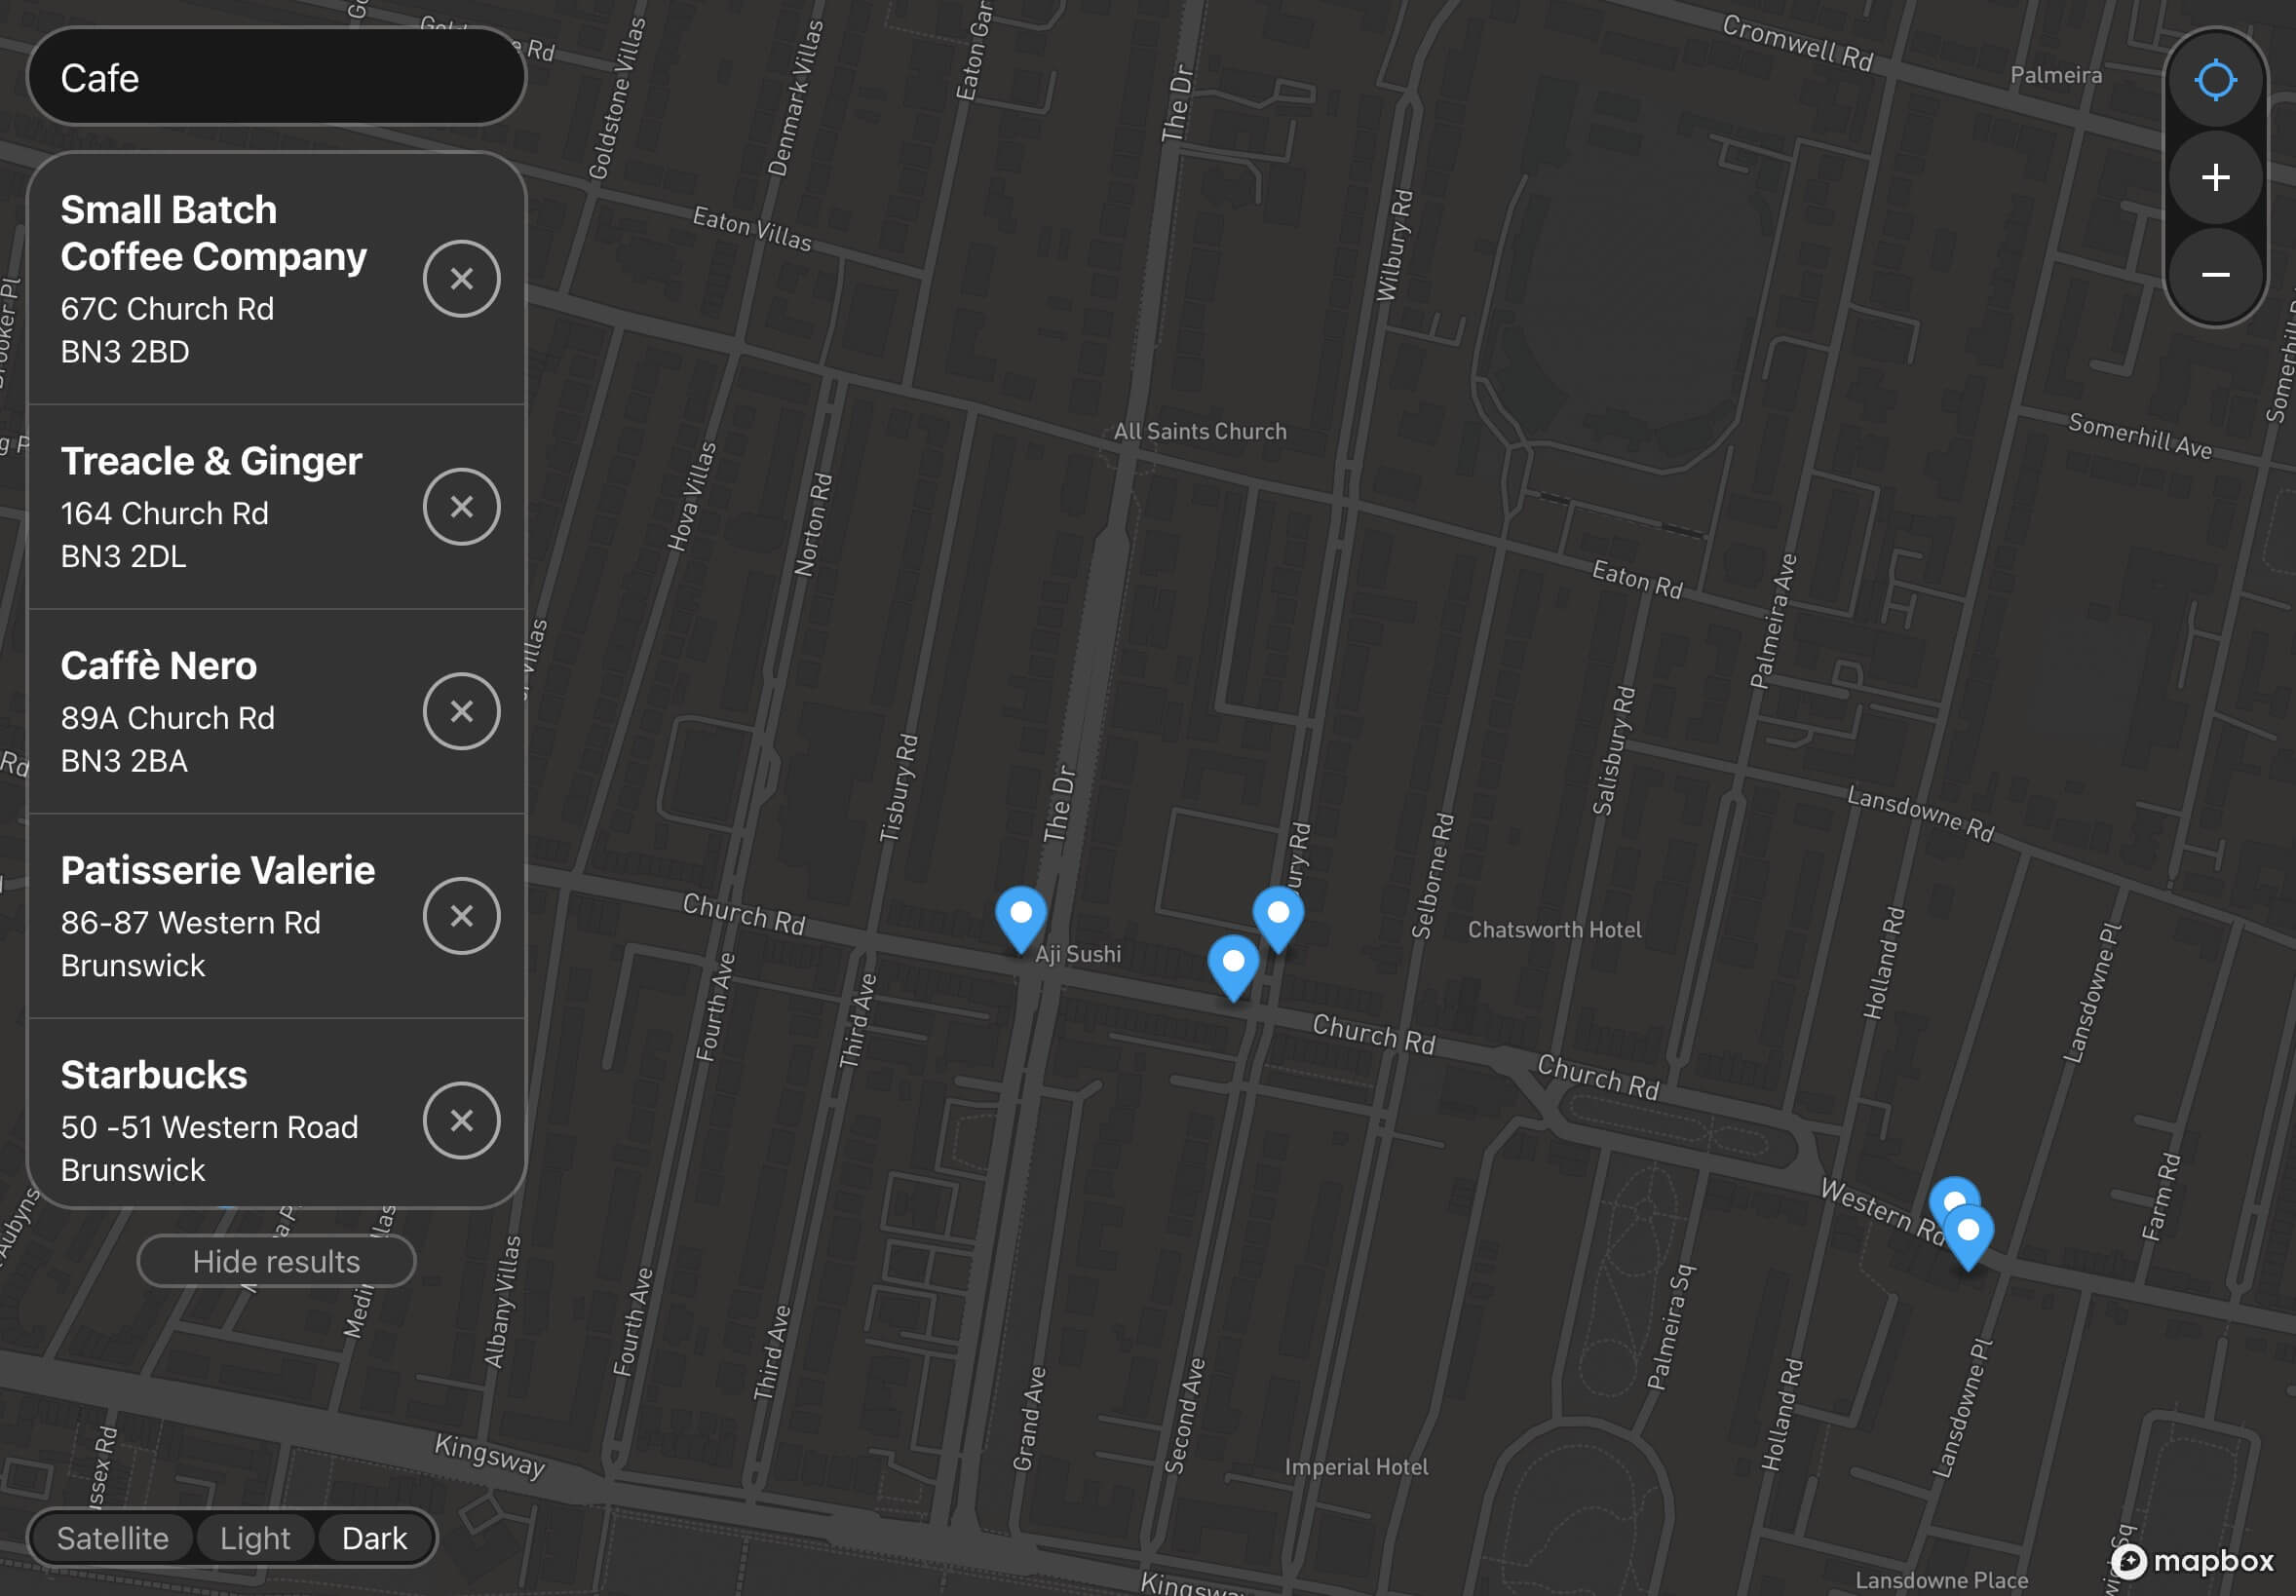 Cafe
Small Batch
Coffee Company
67C Church Rd
BN3 2BD
Treacle & Ginger
164 Church Rd
BN3 2DL
Caffè Nero
89A Church Rd
BN3 2BA
Patisserie Valerie
86-87 Western Rd
Brunswick
Starbucks
50 -51 Western Road
Brunswick
Hide results
Satellite
Light
Dark
Goldstone Villas
Denmark Villas
Eaton Villas
The Dr
Wilbury Rd
Cromwell Rd
Palmeira
Somerhill Ave
All Saints Church
Hova Villas
Norton Rd
Eaton Rd
Palmeira Ave
Tisbury Rd
The Dr
Salisbury Rd
Lansdowne Rd
Selborne Rd
Church Rd
Aji Sushi
Chatsworth Hotel
Holland Rd
Lansdowne Pl
Fourth Ave
Third Ave
Church Rd
Church Rd
Western Rd
Farm Rd
Albany Villas
Fourth Ave
Third Ave
Grand Ave
Second Ave
Palmeira Sq
Holland Rd
Lansdowne Pl
Kingsway
Imperial Hotel
Kingsway
Lansdowne Place
mapbox